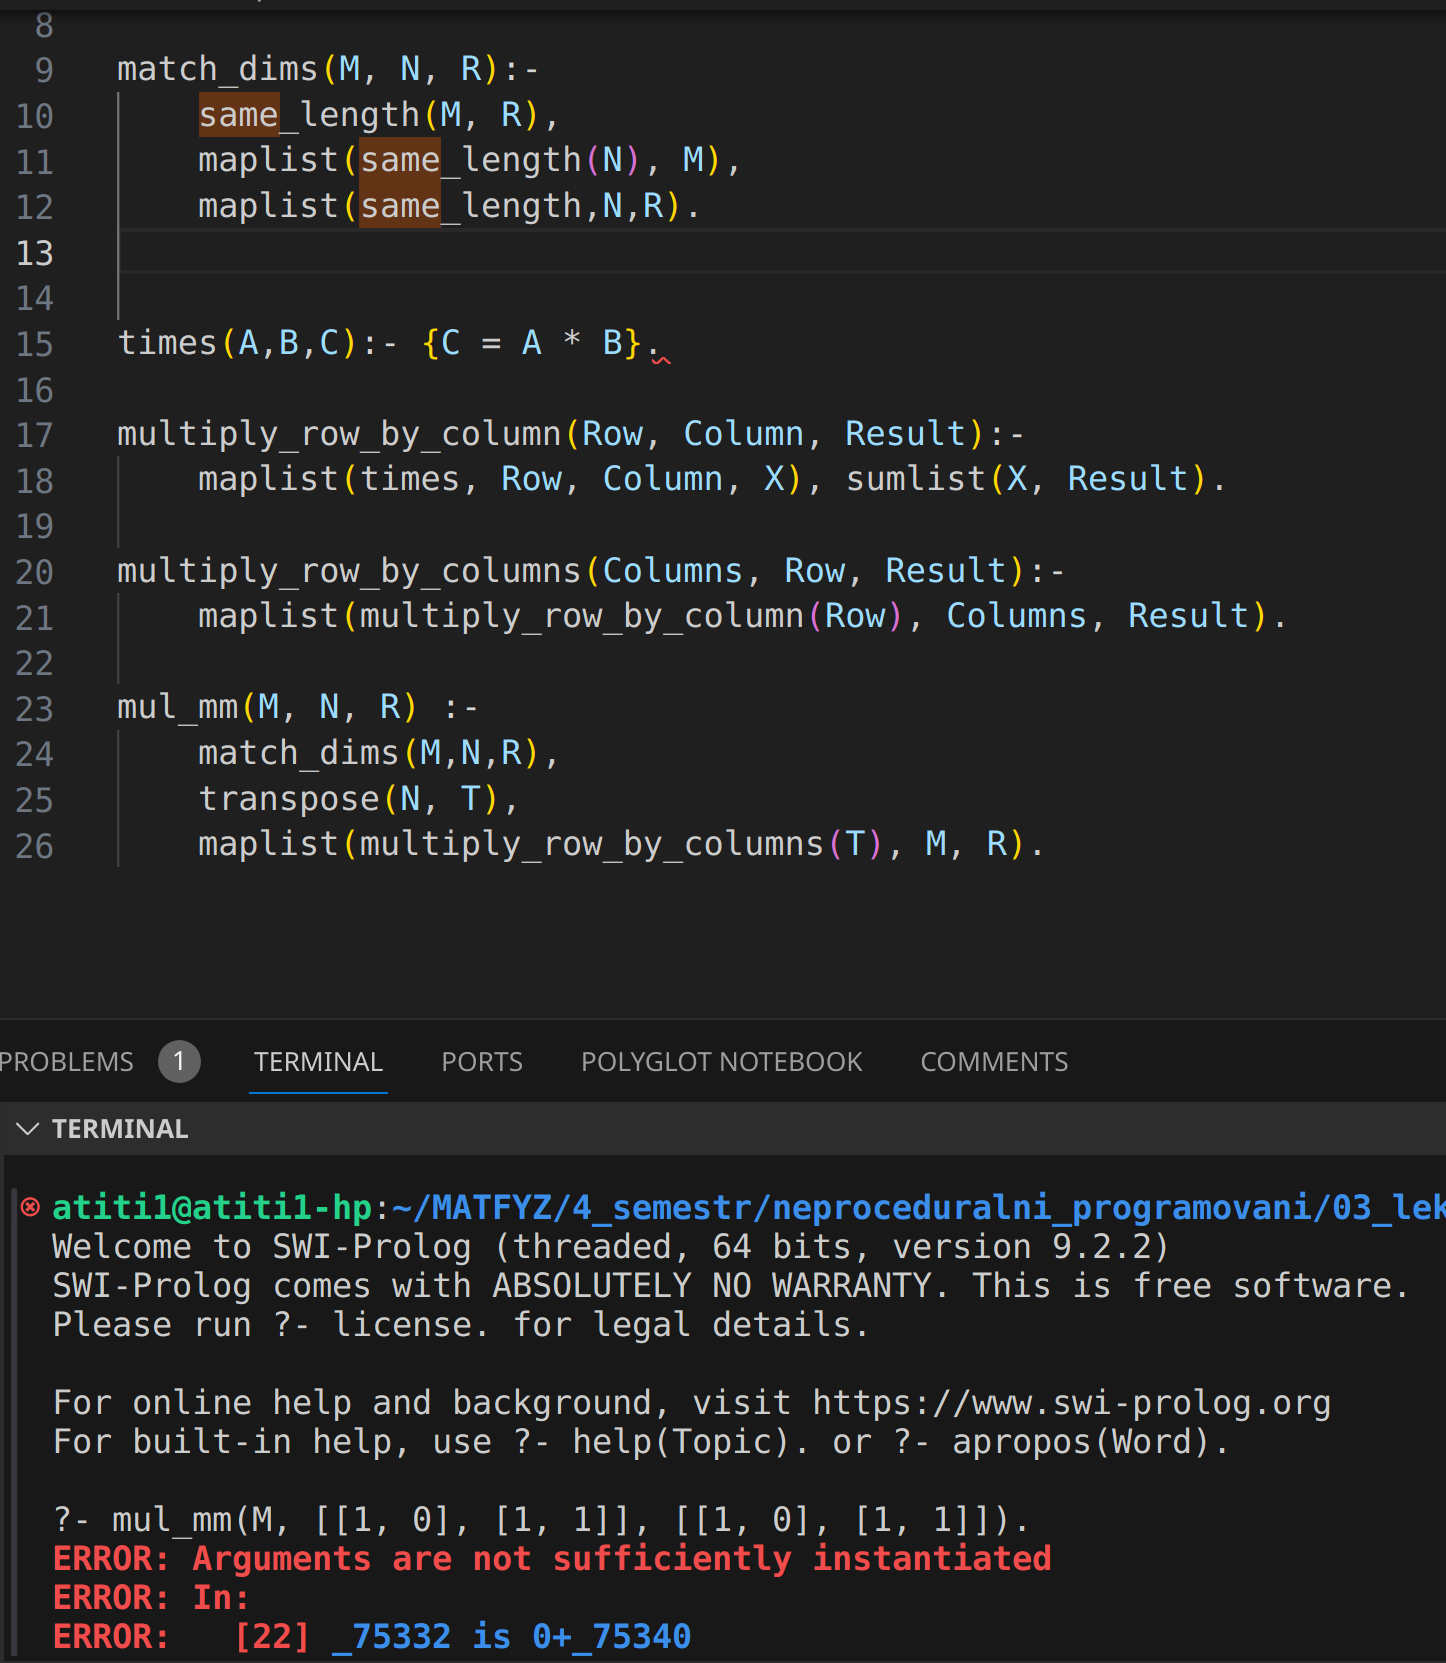 8
9 match_dims(M, N, R):-
10 same_length(M, R),
11 maplist(same_length(N), M),
12 maplist(same_length,N,R).
13
14
15 times(A,B,C):- {C = A * B}.
16
17 multiply_row_by_column(Row, Column, Result):-
18 maplist(times, Row, Column, X), sumlist(X, Result).
19
20 multiply_row_by_columns(Columns, Row, Result):-
21 maplist(multiply_row_by_column(Row), Columns, Result).
22
23 mul_mm(M, N, R) :-
24 match_dims(M,N,R),
25 transpose(N, T),
26 maplist(multiply_row_by_columns(T), M, R).
PROBLEMS 1 TERMINAL PORTS POLYGLOT NOTEBOOK COMMENTS
TERMINAL
atiti1@atiti1-hp:~/MATFYZ/4_semestr/neproceduralni_programovani/03_lek
Welcome to SWI-Prolog (threaded, 64 bits, version 9.2.2)
SWI-Prolog comes with ABSOLUTELY NO WARRANTY. This is free software.
Please run ?- license. for legal details.
For online help and background, visit https://www.swi-prolog.org
For built-in help, use ?- help(Topic). or ?- apropos(Word).
?- mul_mm(M, [[1, 0], [1, 1]], [[1, 0], [1, 1]]).
ERROR: Arguments are not sufficiently instantiated
ERROR: In:
ERROR:   [22] _75332 is 0+_75340